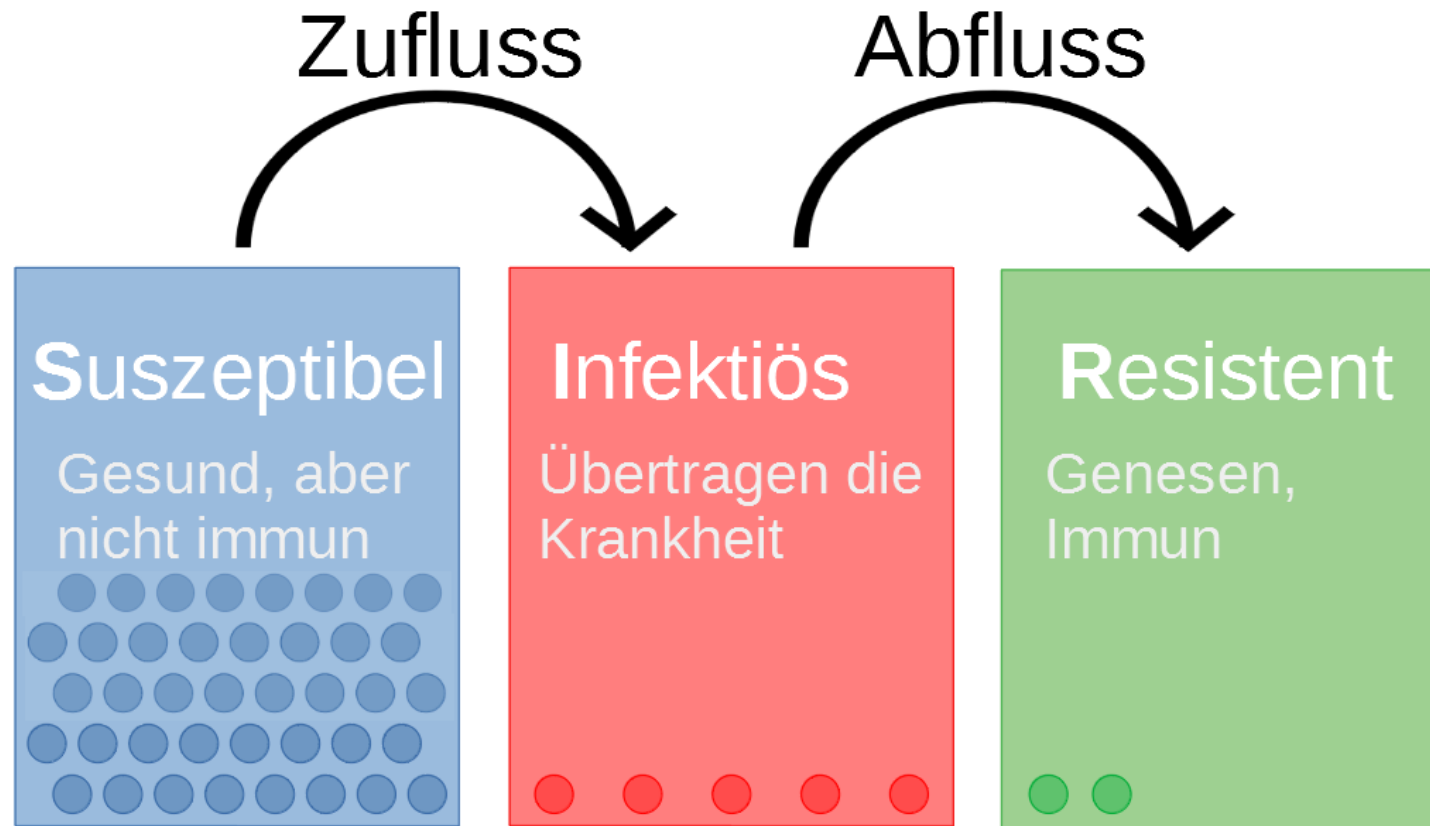 Zufluss
Abfluss
Suszeptibel
Gesund, aber
nicht immun
Infektiös
Übertragen die
Krankheit
Resistent
Genesen,
Immun